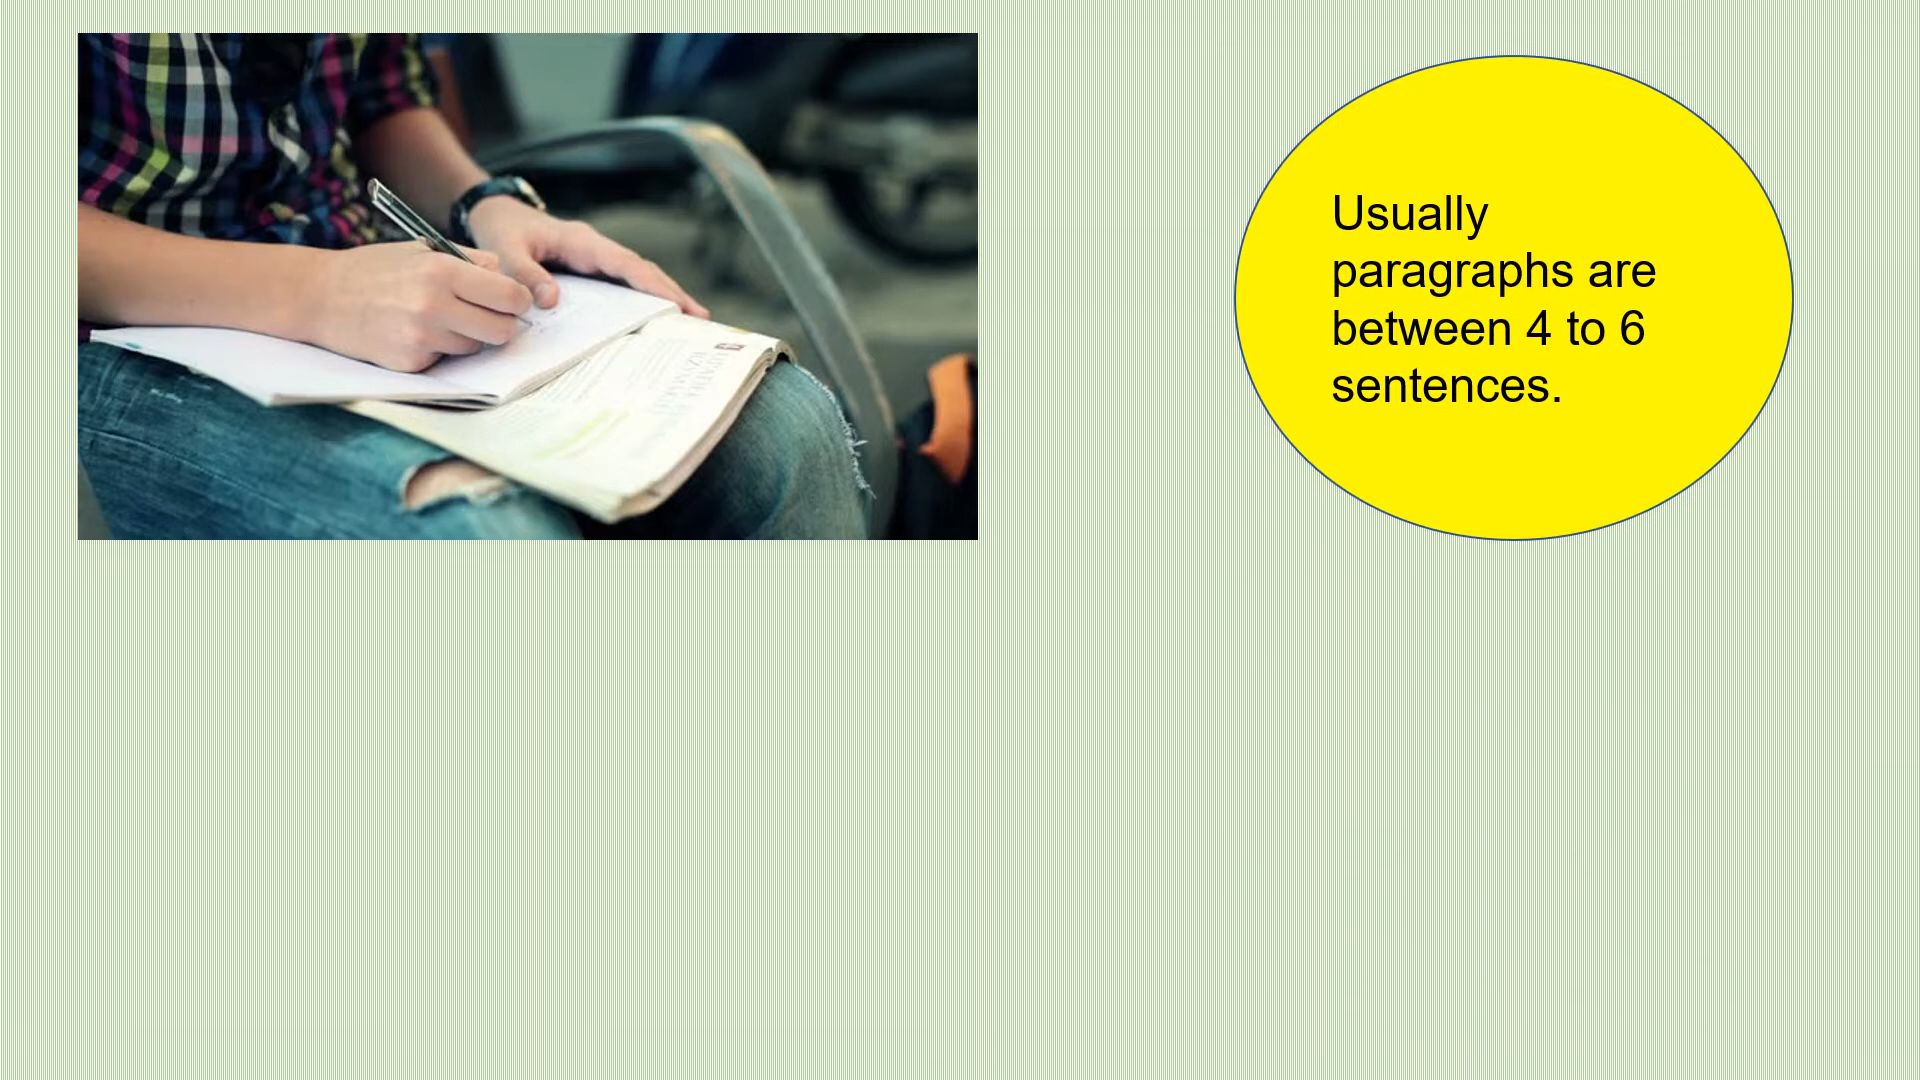 Usually
paragraphs are
between 4 to 6
sentences.